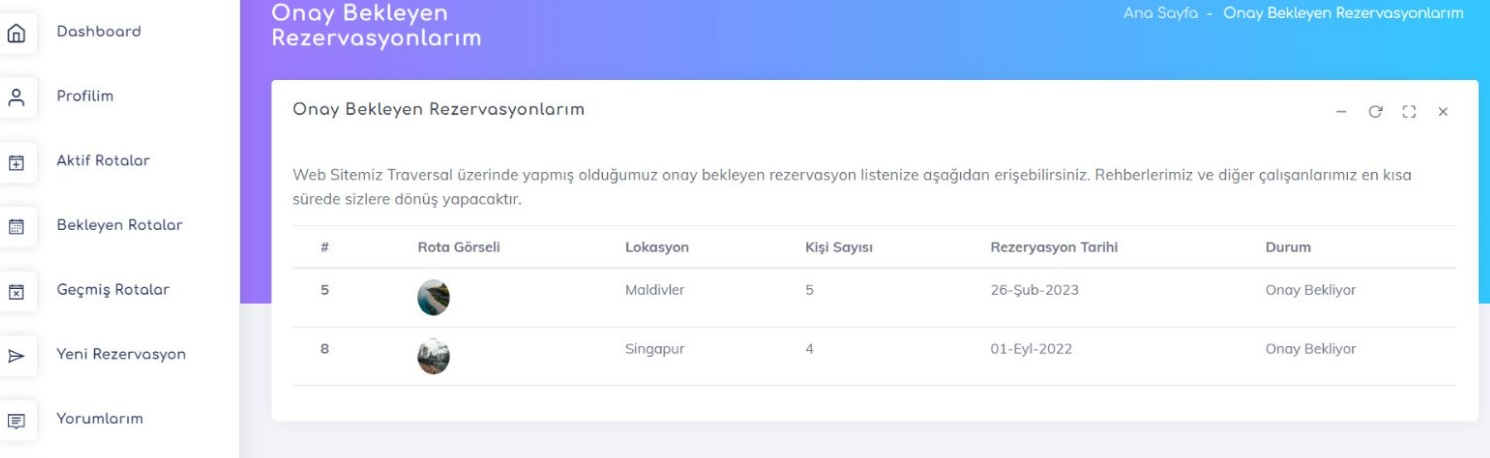 Dashboard
Profilim
Aktif Rotalar
Bekleyen Rotalar
Geçmiş Rotalar
Yeni Rezervasyon
Yorumlarım
Onay Bekleyen
Rezervasyonlarım
Ana Sayfa - Onay Bekleyen Rezervasyonlarım
Onay Bekleyen Rezervasyonlarım
Web Sitemiz Traversal üzerinde yapmış olduğumuz onay bekleyen rezervasyon listenize aşağıdan erişebilirsiniz. Rehberlerimiz ve diğer çalışanlarımız en kısa
sürede sizlere dönüş yapacaktır.
# Rota Görseli Lokasyon Kişi Sayısı Rezeryasyon Tarihi Durum
5 Maldivler 5 26-Şub-2023 Onay Bekliyor
8 Singapur 4 01-Eyl-2022 Onay Bekliyor